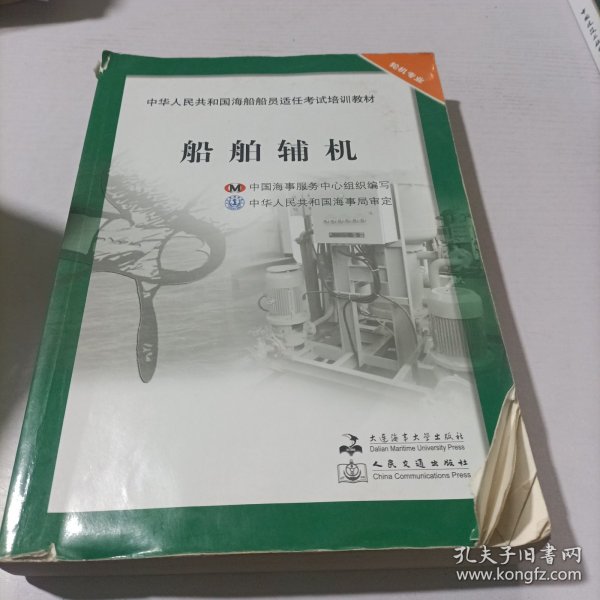 轮机专业
中华人民共和国海船船员适任考试培训教材
船舶辅机
中国海事服务中心组织编写
中华人民共和国海事局审定
大连海事大学出版社
Dalian Maritime University Press
人民交通出版社
China Communications Press
孔夫子旧书网
www.kongfz.com